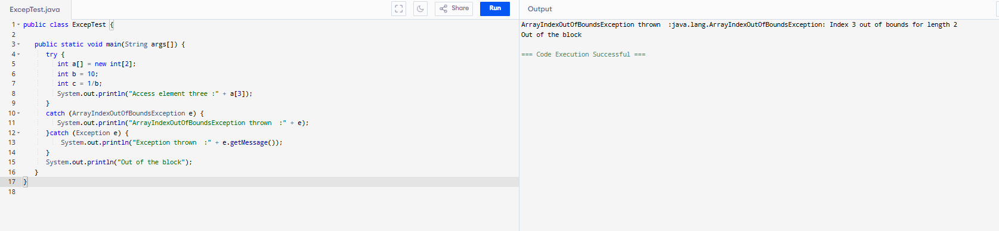 ExcepTest.java
Share
Run
Output
1 public class ExcepTest {
2
3 public static void main(String args[]) {
4 try {
5 int a[] = new int[2];
6 int b = 10;
7 int c = 1/b;
8 System.out.println("Access element three :" + a[3]);
9 }
10 catch (ArrayIndexOutOfBoundsException e) {
11 System.out.println("ArrayIndexOutOfBoundsException thrown  :" + e);
12 }catch (Exception e) {
13 System.out.println("Exception thrown  :" + e.getMessage());
14 }
15 System.out.println("Out of the block");
16 }
17 }
18
ArrayIndexOutOfBoundsException thrown  :java.lang.ArrayIndexOutOfBoundsException: Index 3 out of bounds for length 2
Out of the block
=== Code Execution Successful ===